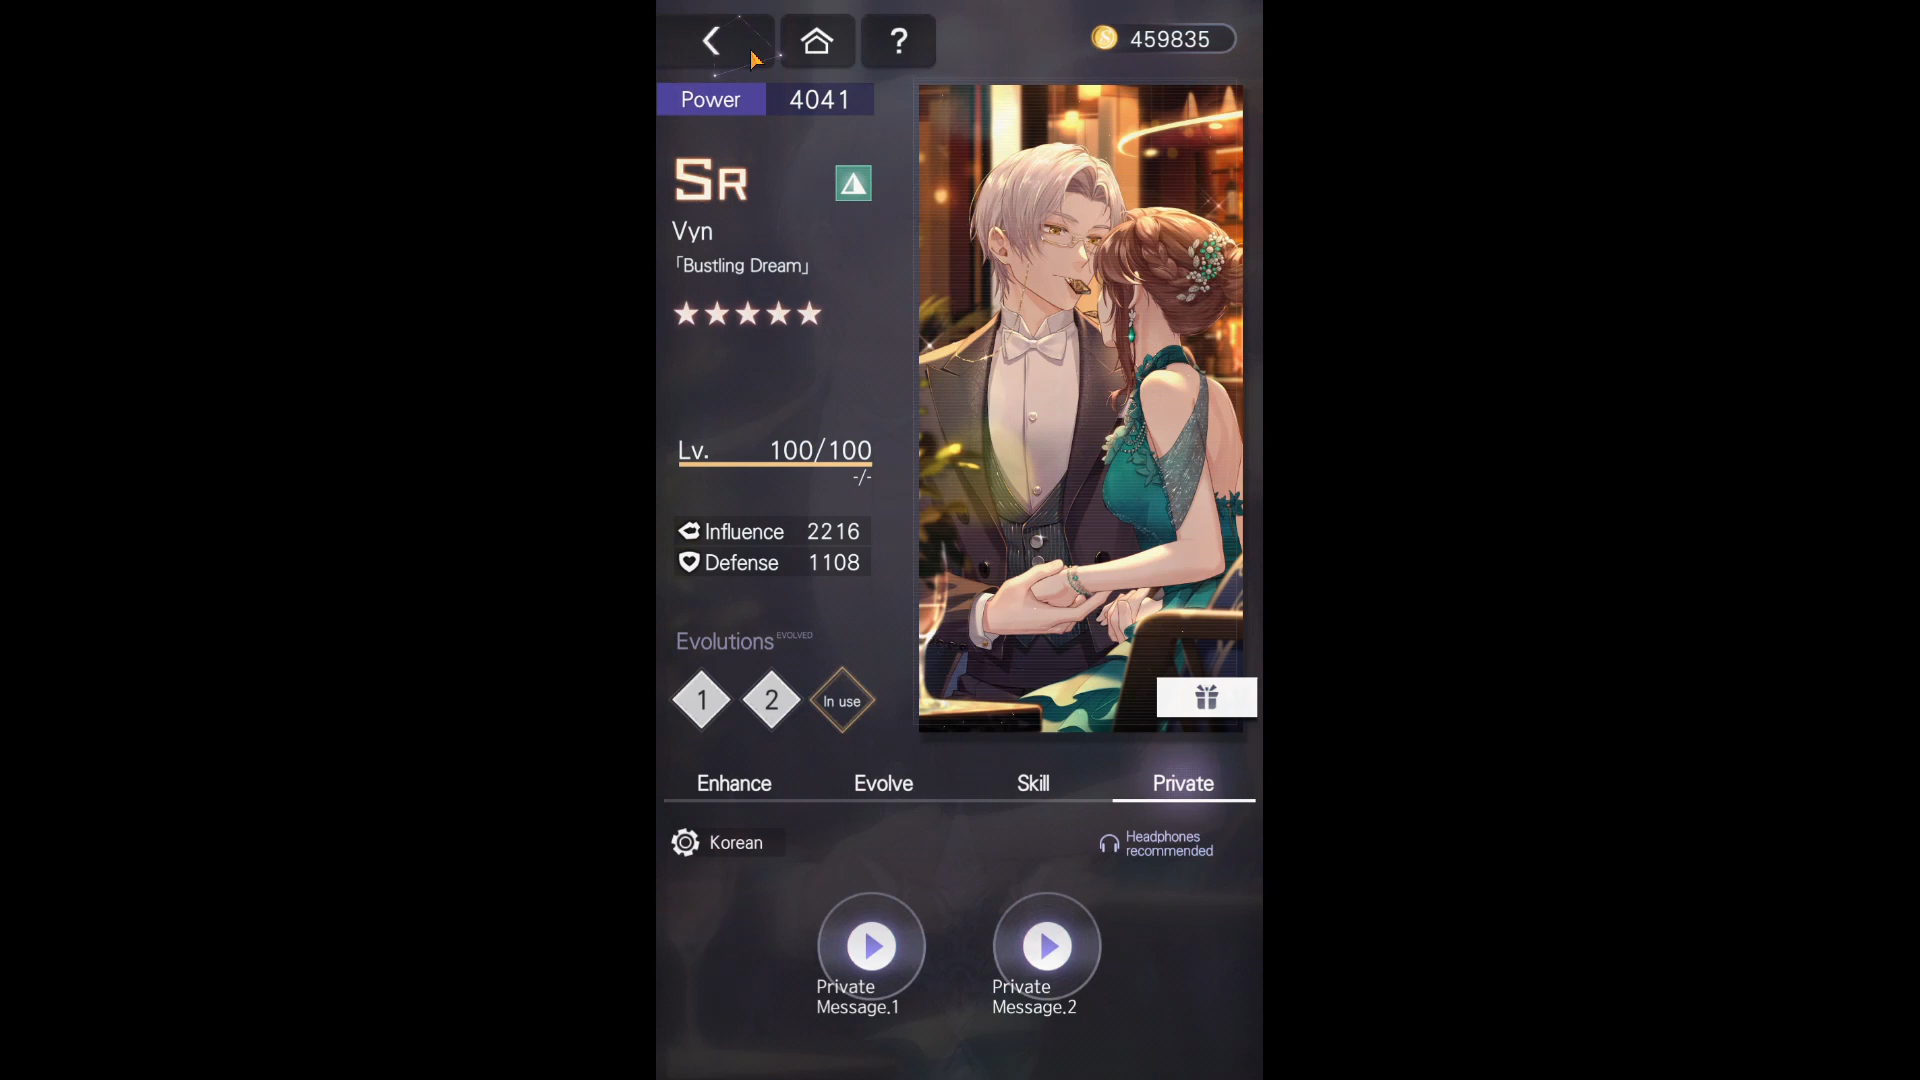 ?
459835
Power 4041
SR
Vyn
「Bustling Dream」
Lv. 100/100
-/-
Influence 2216
Defense 1108
Evolutions EVOLVED
1 2 In use
Enhance Evolve Skill Private
Korean
Headphones
recommended
Private
Message.1
Private
Message.2